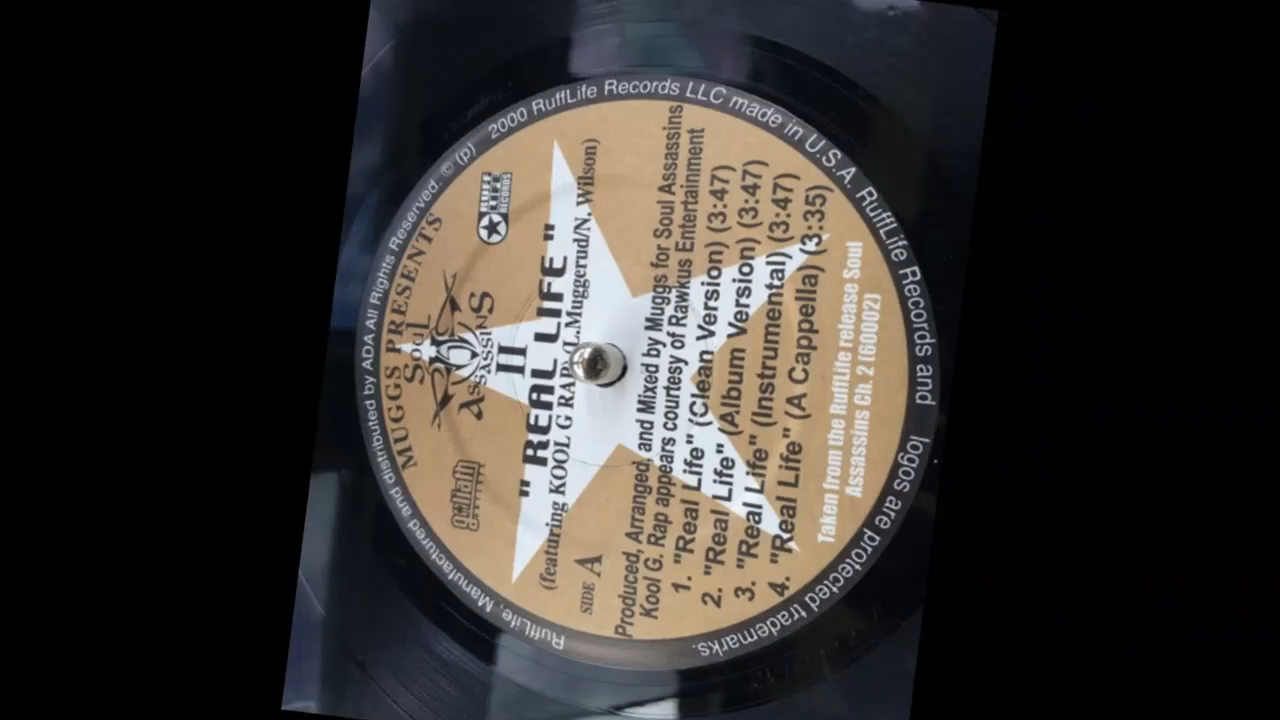 MUGGS PRESENTS
Soul
ASSASSINS
II
goliath
RUFF
LIFE
RECORDS
" REAL LIFE "
(featuring KOOL G RAP) (L.Muggerud/N. Wilson)
SIDE A
Produced, Arranged, and Mixed by Muggs for Soul Assassins
Kool G. Rap appears courtesy of Rawkus Entertainment
1. "Real Life" (Clean Version) (3:47)
2. "Real Life" (Album Version) (3:47)
3. "Real Life" (Instrumental) (3:47)
4. "Real Life" (A Cappella) (3:35)
Taken from the RuffLife release Soul
Assassins Ch. 2 (60002)
RuffLife. Manufactured and distributed by ADA All Rights Reserved. © (p) 2000 RuffLife Records LLC made in U.S.A. RuffLife Records and logos are protected trademarks.